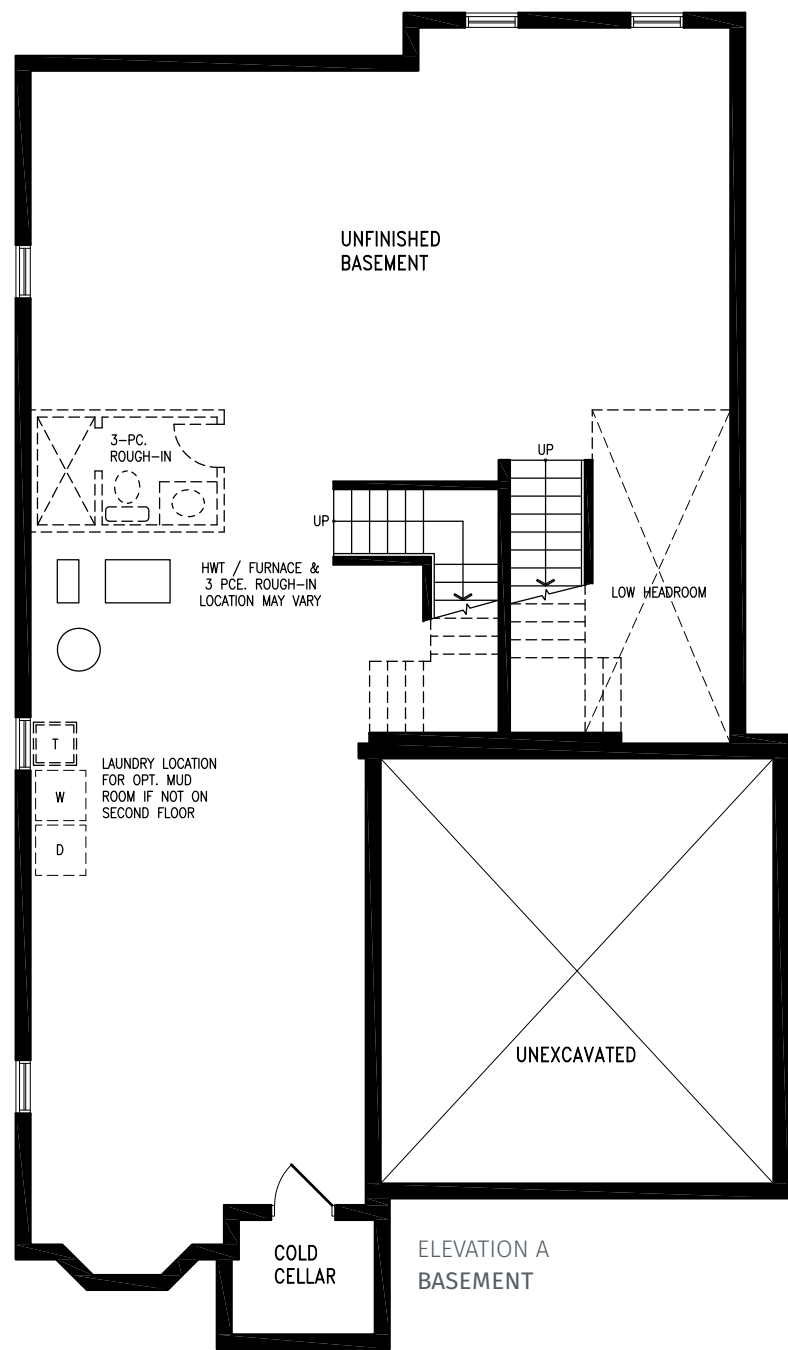 UNFINISHED
BASEMENT
3-PC.
ROUGH-IN
UP
UP
HWT / FURNACE &
3 PCE. ROUGH-IN
LOCATION MAY VARY
LOW HEADROOM
T
W
D
LAUNDRY LOCATION
FOR OPT. MUD
ROOM IF NOT ON
SECOND FLOOR
UNEXCAVATED
COLD
CELLAR
ELEVATION A
BASEMENT